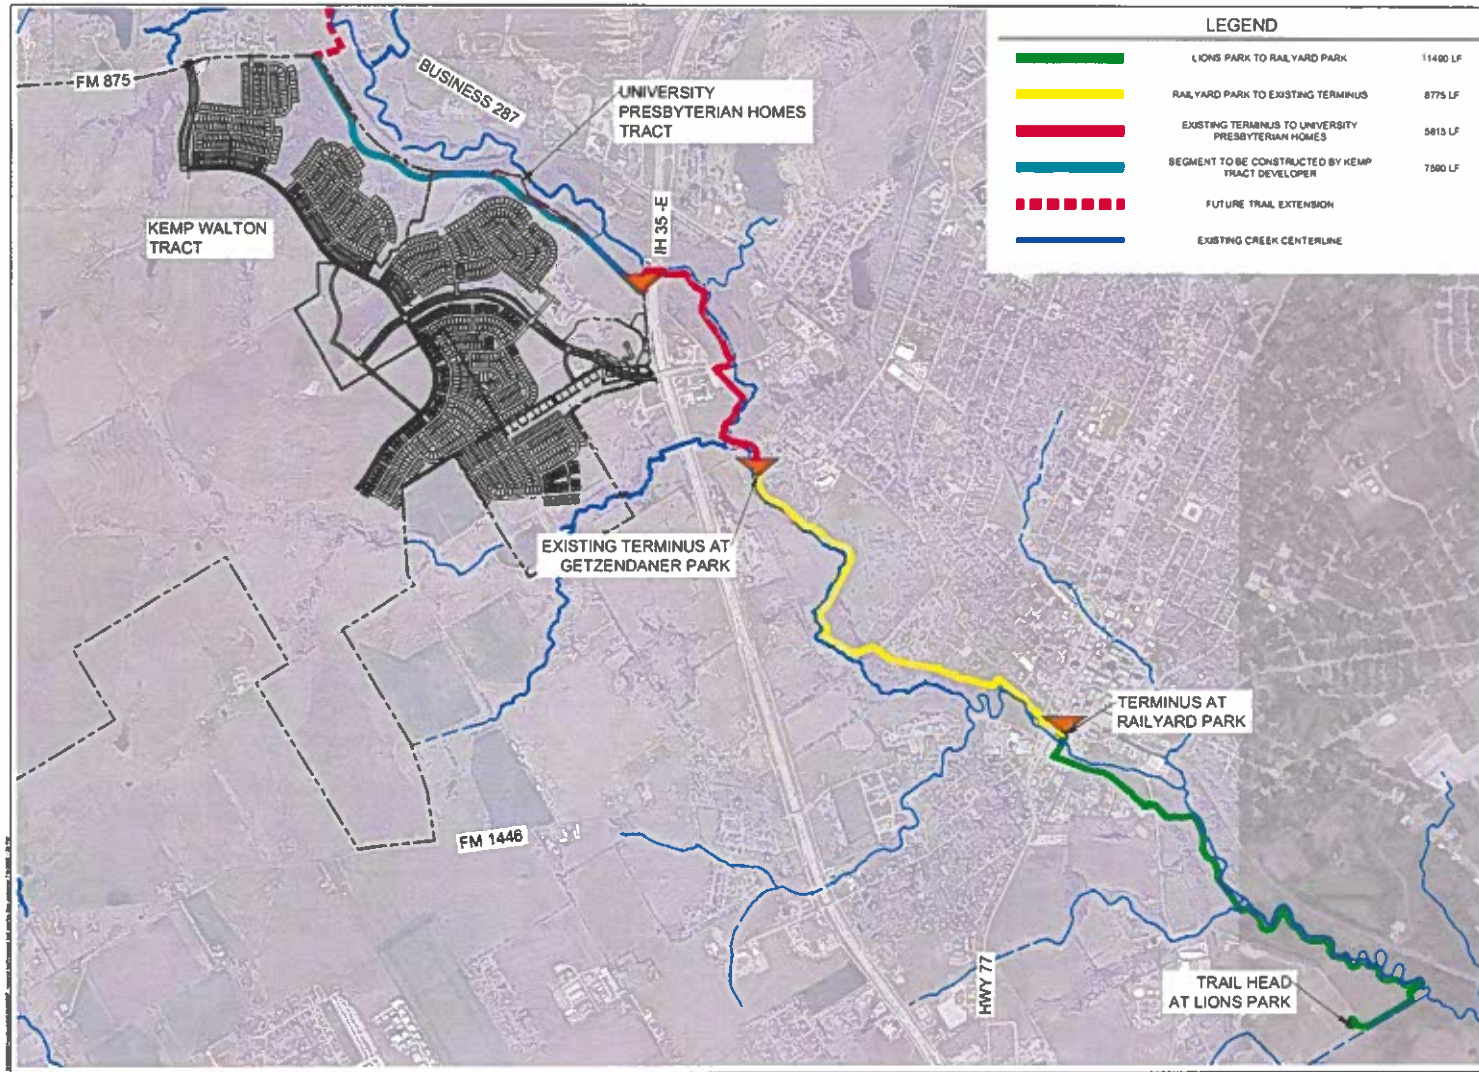 LEGEND
LIONS PARK TO RAILYARD PARK 11490 LF
RAILYARD PARK TO EXISTING TERMINUS 8775 LF
EXISTING TERMINUS TO UNIVERSITY
PRESBYTERIAN HOMES 5815 LF
SEGMENT TO BE CONSTRUCTED BY KEMP
TRACT DEVELOPER 7590 LF
FUTURE TRAIL EXTENSION
EXISTING CREEK CENTERLINE
FM 875
BUSINESS 287
UNIVERSITY
PRESBYTERIAN HOMES
TRACT
KEMP WALTON
TRACT
IH 35 -E
EXISTING TERMINUS AT
GETZENDANER PARK
TERMINUS AT
RAILYARD PARK
FM 1446
HWY 77
TRAIL HEAD
AT LIONS PARK